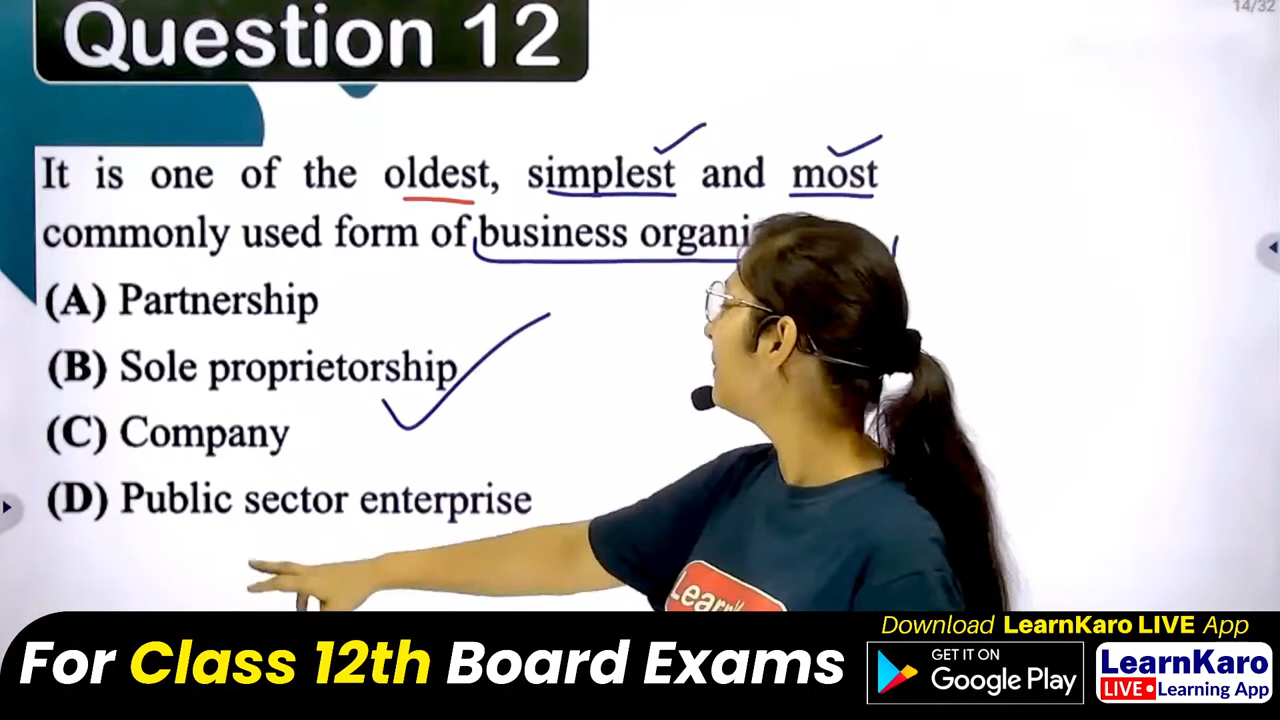 14/32
Question 12
It is one of the oldest, simplest and most
commonly used form of business organi
(A) Partnership
(B) Sole proprietorship
(C) Company
(D) Public sector enterprise
Learn
For Class 12th Board Exams
Download LearnKaro LIVE App
GET IT ON
Google Play
LearnKaro
LIVE • Learning App